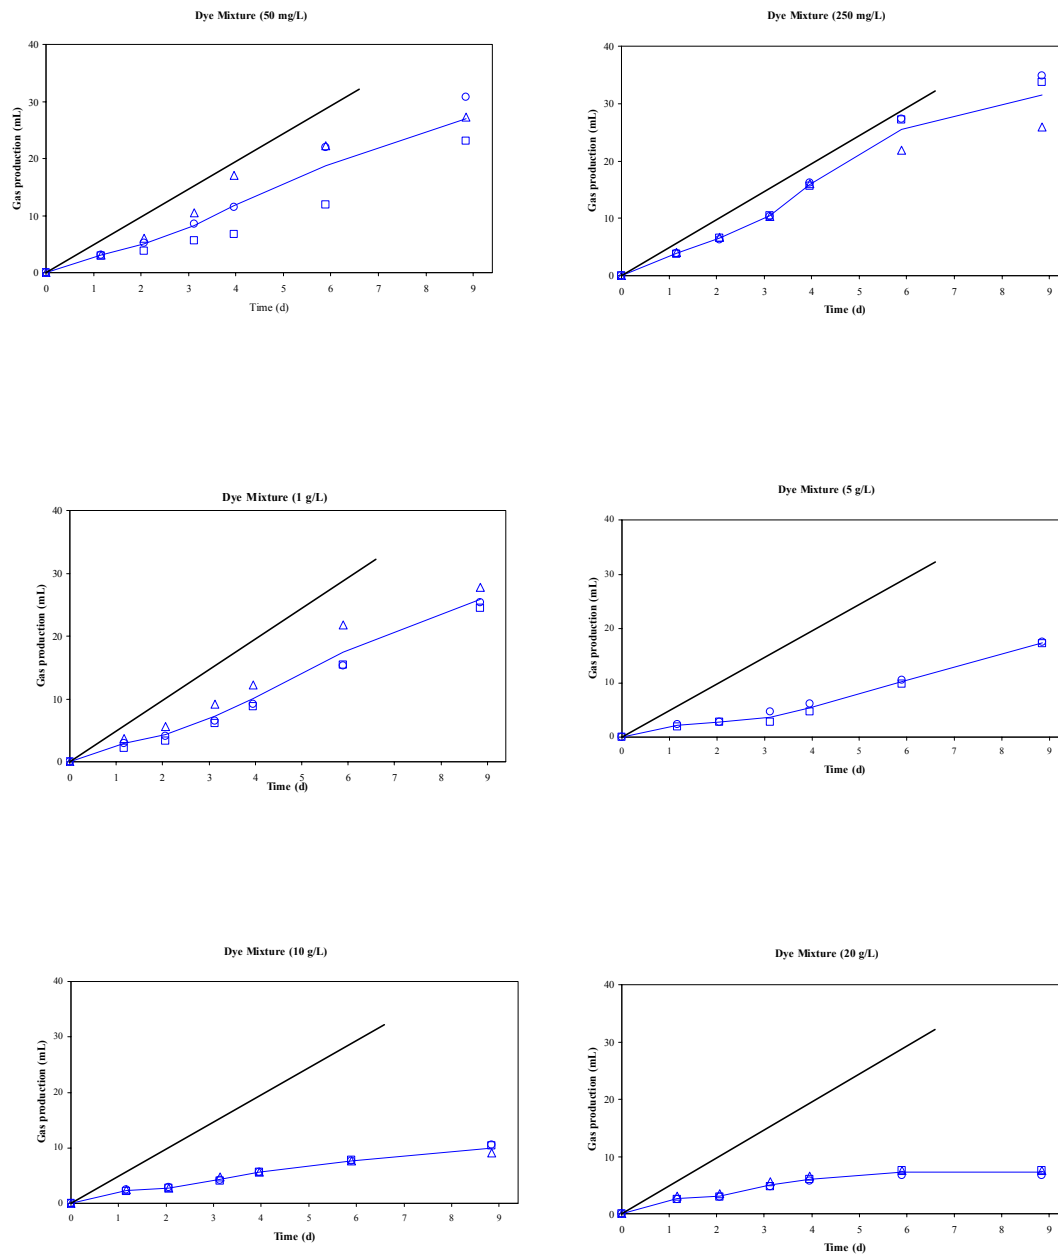 Dye Mixture (50 mg/L)
Gas production (mL)
40
30
20
10
0
0 1 2 3 4 5 6 7 8 9
Time (d)
Dye Mixture (250 mg/L)
Gas production (mL)
40
30
20
10
0
0 1 2 3 4 5 6 7 8 9
Time (d)
Dye Mixture (1 g/L)
Gas production (mL)
40
30
20
10
0
0 1 2 3 4 5 6 7 8 9
Time (d)
Dye Mixture (5 g/L)
Gas production (mL)
40
30
20
10
0
0 1 2 3 4 5 6 7 8 9
Time (d)
Dye Mixture (10 g/L)
Gas production (mL)
40
30
20
10
0
0 1 2 3 4 5 6 7 8 9
Time (d)
Dye Mixture (20 g/L)
Gas production (mL)
40
30
20
10
0
0 1 2 3 4 5 6 7 8 9
Time (d)